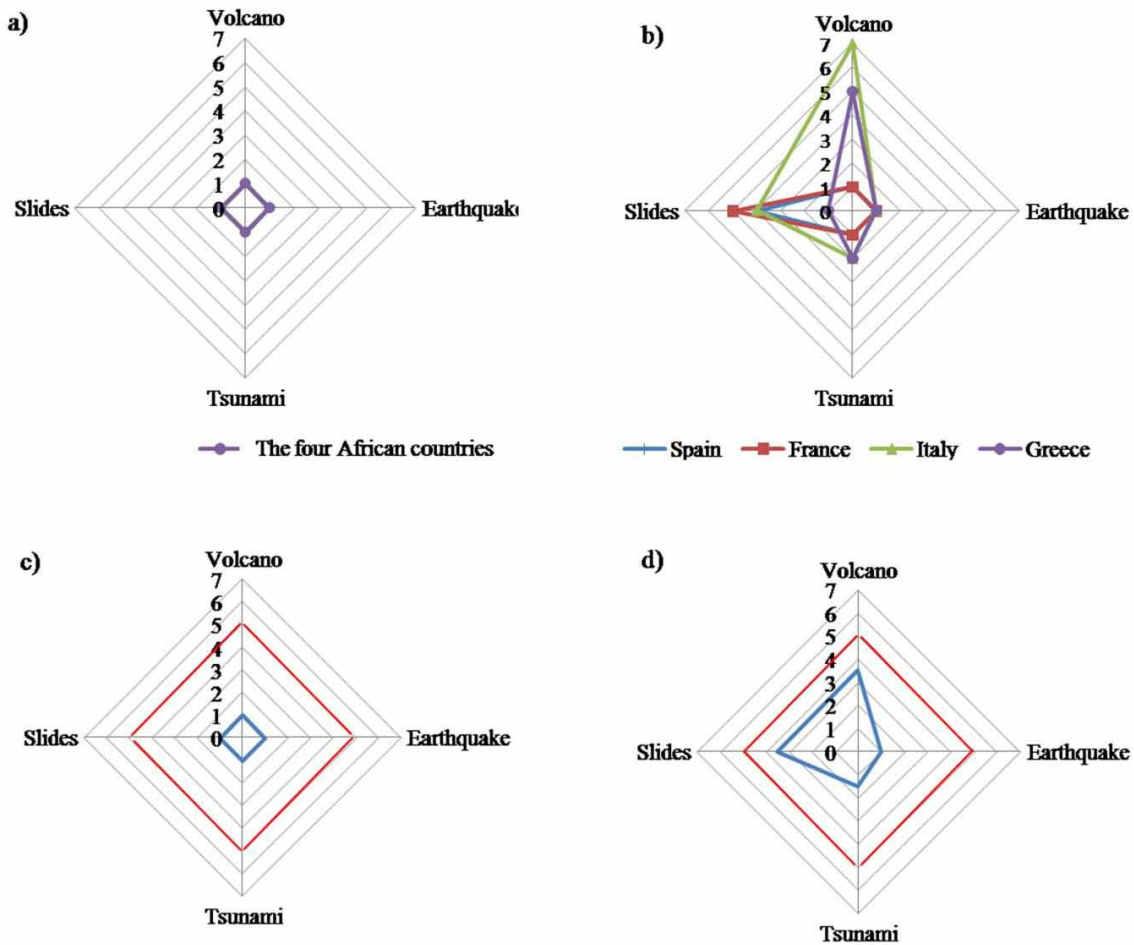 a)
Volcano
7
6
5
4
3
2
1
0
Slides
Earthquake
Tsunami
The four African countries
b)
Volcano
7
6
5
4
3
2
1
0
Slides
Earthquake
Tsunami
Spain France Italy Greece
c)
Volcano
7
6
5
4
3
2
1
0
Slides
Earthquake
Tsunami
d)
Volcano
7
6
5
4
3
2
1
0
Slides
Earthquake
Tsunami